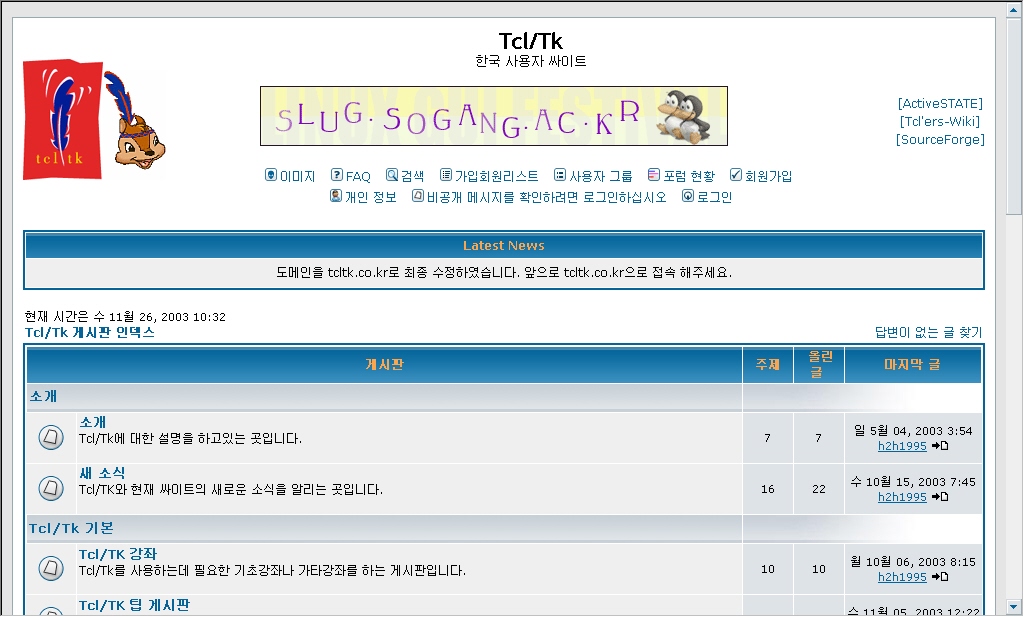 Tcl/Tk
한국 사용자 싸이트
tcl tk
SLUG.SOGANG.AC.KR
[ActiveSTATE]
[Tcl'ers-Wiki]
[SourceForge]
이미지 FAQ 검색 가입회원리스트 사용자 그룹 포럼 현황 회원가입
개인 정보 비공개 메시지를 확인하려면 로그인하십시오 로그인
Latest News
도메인을 tcltk.co.kr로 최종 수정하였습니다. 앞으로 tcltk.co.kr으로 접속 해주세요.
현재 시간은 수 11월 26, 2003 10:32
Tcl/Tk 게시판 인덱스 답변이 없는 글 찾기
게시판 주제 올린 글 마지막 글
소개
소개
Tcl/Tk에 대한 설명을 하고있는 곳입니다.
7 7
일 5월 04, 2003 3:54
h2h1995
새 소식
Tcl/TK와 현재 싸이트의 새로운 소식을 알리는 곳입니다.
16 22
수 10월 15, 2003 7:45
h2h1995
Tcl/Tk 기본
Tcl/TK 강좌
Tcl/Tk를 사용하는데 필요한 기초강좌나 가타강좌를 하는 게시판입니다.
10 10
월 10월 06, 2003 8:15
h2h1995
Tcl/TK 팁 게시판
수 11월 05, 2003 12:22